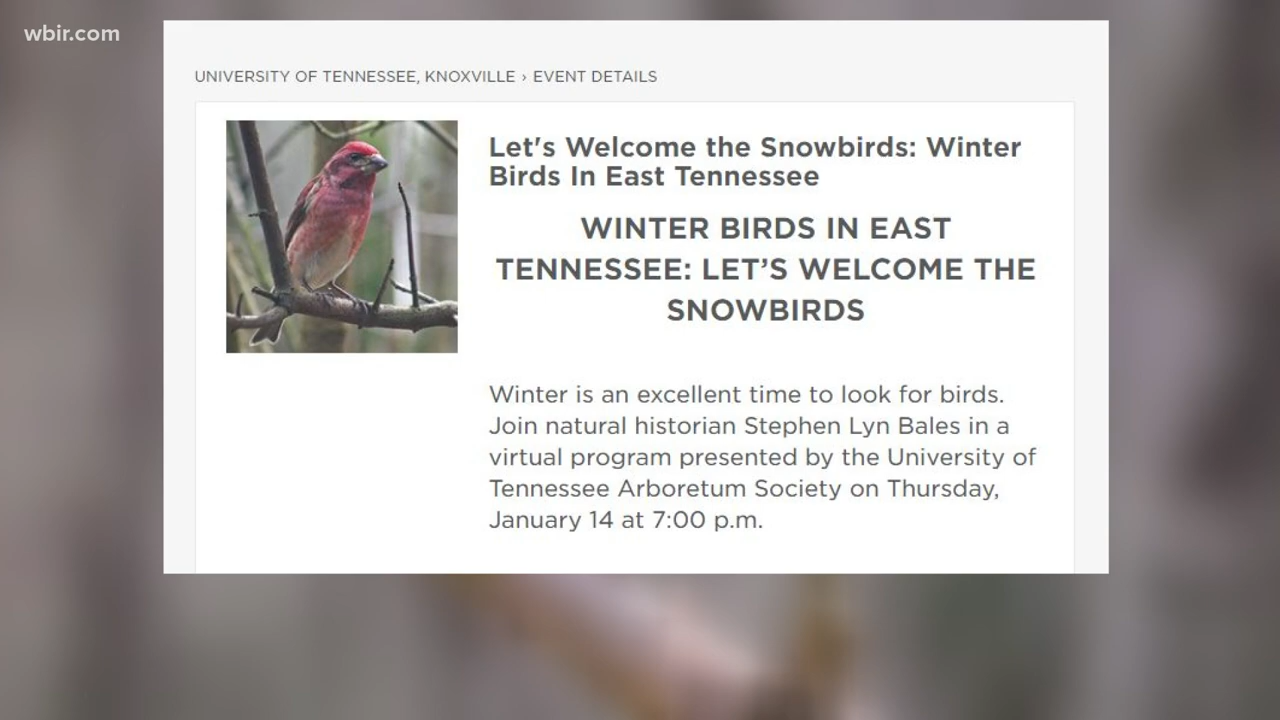 wbir.com
UNIVERSITY OF TENNESSEE, KNOXVILLE › EVENT DETAILS
Let's Welcome the Snowbirds: Winter
Birds In East Tennessee
WINTER BIRDS IN EAST
TENNESSEE: LET’S WELCOME THE
SNOWBIRDS
Winter is an excellent time to look for birds.
Join natural historian Stephen Lyn Bales in a
virtual program presented by the University of
Tennessee Arboretum Society on Thursday,
January 14 at 7:00 p.m.